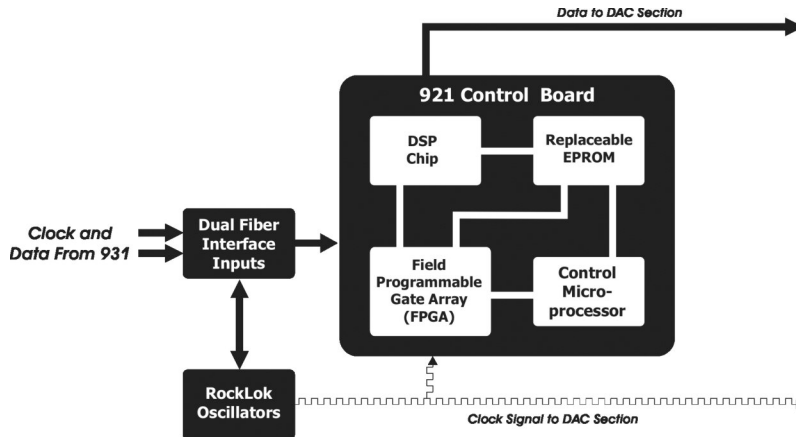 Data to DAC Section
921 Control Board
DSP
Chip
Replaceable
EPROM
Clock and
Data From 931
Dual Fiber
Interface
Inputs
Field
Programmable
Gate Array
(FPGA)
Control
Micro-
processor
RockLok
Oscillators
Clock Signal to DAC Section